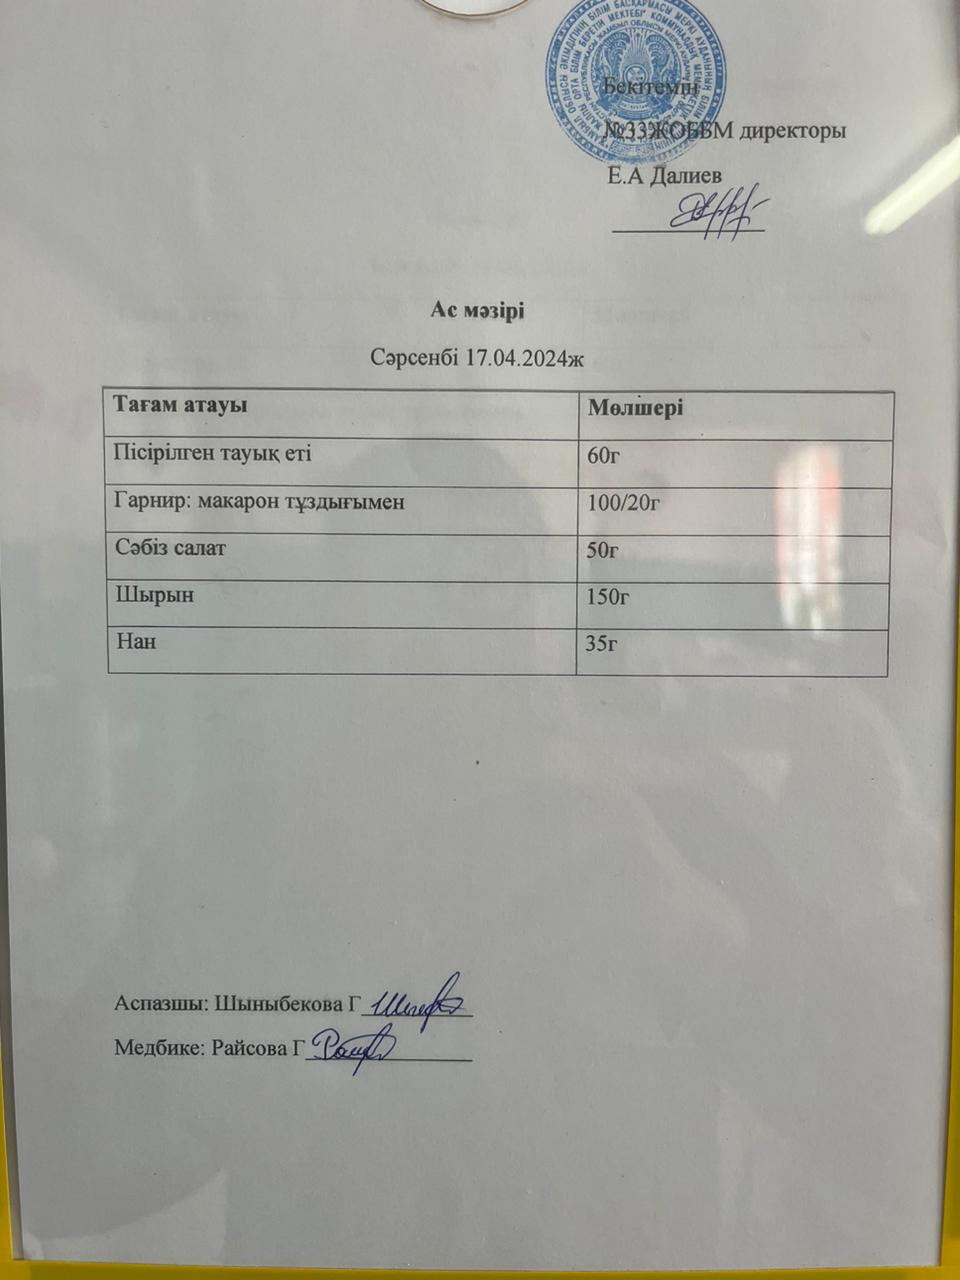 Бекітемін
№33ЖОББМ директоры
Е.А Далиев
Ас мәзірі
Сәрсенбі 17.04.2024ж
Тағам атауы Мөлшері
Пісірілген тауық еті 60г
Гарнир: макарон тұздығымен 100/20г
Сәбіз салат 50г
Шырын 150г
Нан 35г
Аспазшы: Шыныбекова Г
Медбике: Райсова Г